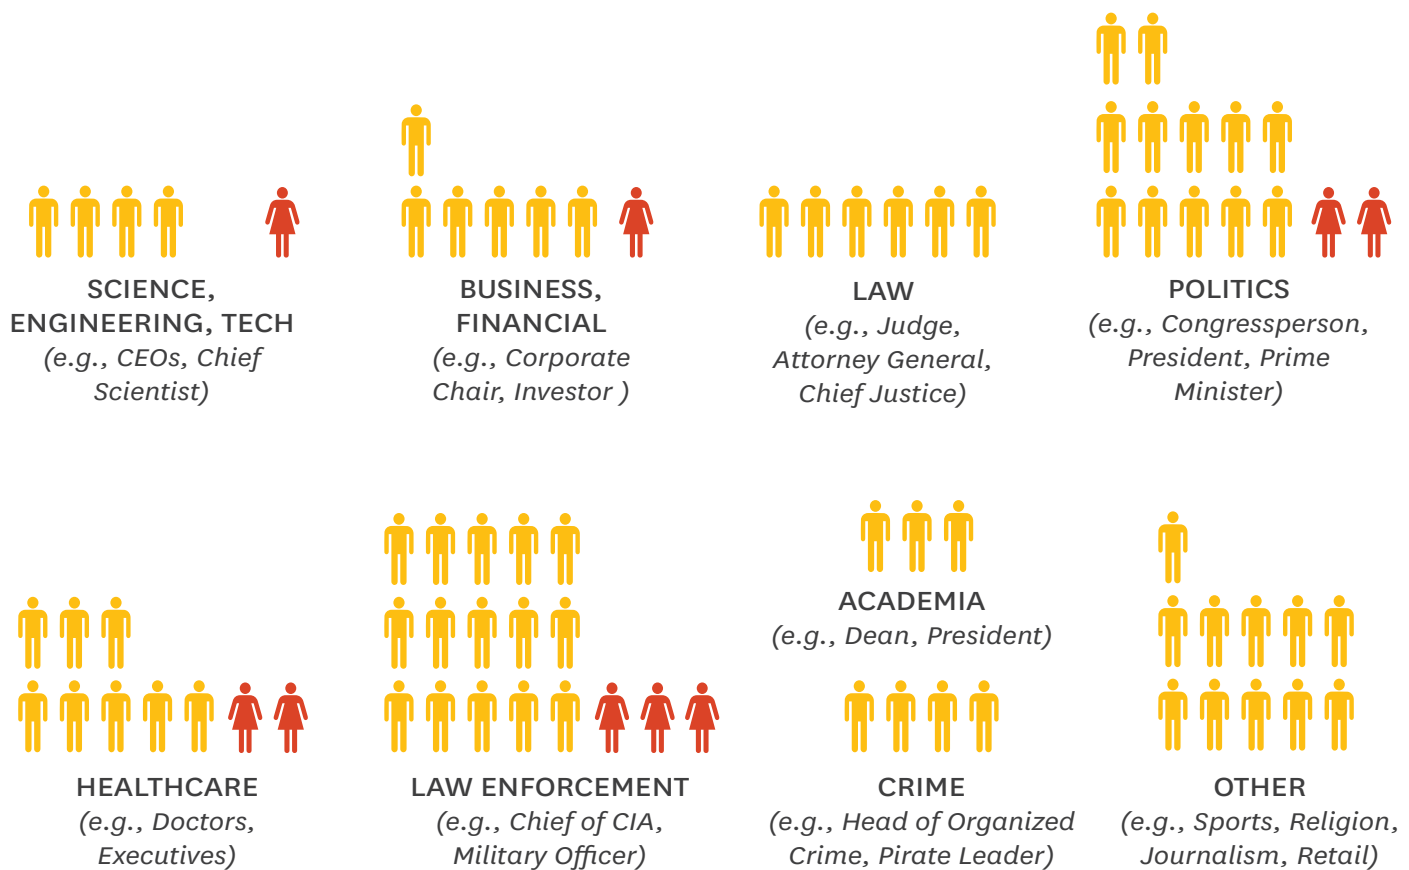 SCIENCE,
ENGINEERING, TECH
(e.g., CEOs, Chief
Scientist)
BUSINESS,
FINANCIAL
(e.g., Corporate
Chair, Investor )
LAW
(e.g., Judge,
Attorney General,
Chief Justice)
POLITICS
(e.g., Congressperson,
President, Prime
Minister)
HEALTHCARE
(e.g., Doctors,
Executives)
LAW ENFORCEMENT
(e.g., Chief of CIA,
Military Officer)
ACADEMIA
(e.g., Dean, President)
CRIME
(e.g., Head of Organized
Crime, Pirate Leader)
OTHER
(e.g., Sports, Religion,
Journalism, Retail)